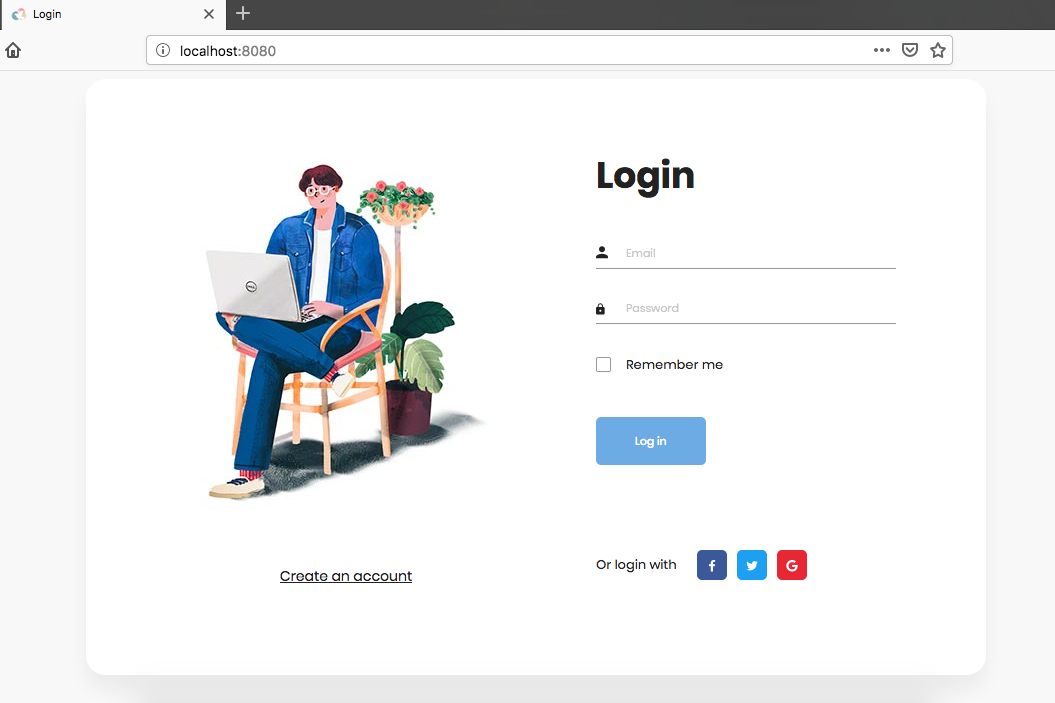 Login
localhost:8080
Login
Email
Password
Remember me
Log in
Create an account
Or login with